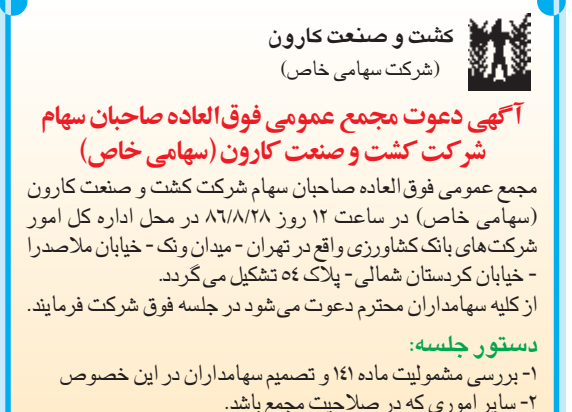 کشت و صنعت کارون
(شرکت سهامی خاص)
آگهی دعوت مجمع عمومی فوق‌العاده صاحبان سهام
شرکت کشت و صنعت کارون (سهامی خاص)
مجمع عمومی فوق‌العاده صاحبان سهام شرکت کشت و صنعت کارون
(سهامی خاص) در ساعت ۱۲ روز ۸۶/۸/۲۸ در محل اداره کل امور
شرکت‌های بانک کشاورزی واقع در تهران - میدان ونک - خیابان ملاصدرا
- خیابان کردستان شمالی - پلاک ۵۴ تشکیل می‌گردد.
از کلیه سهامداران محترم دعوت می‌شود در جلسه فوق شرکت فرمایند.
دستور جلسه:
۱- بررسی مشمولیت ماده ۱۴۱ و تصمیم سهامداران در این خصوص
۲- سایر اموری که در صلاحیت مجمع باشد.